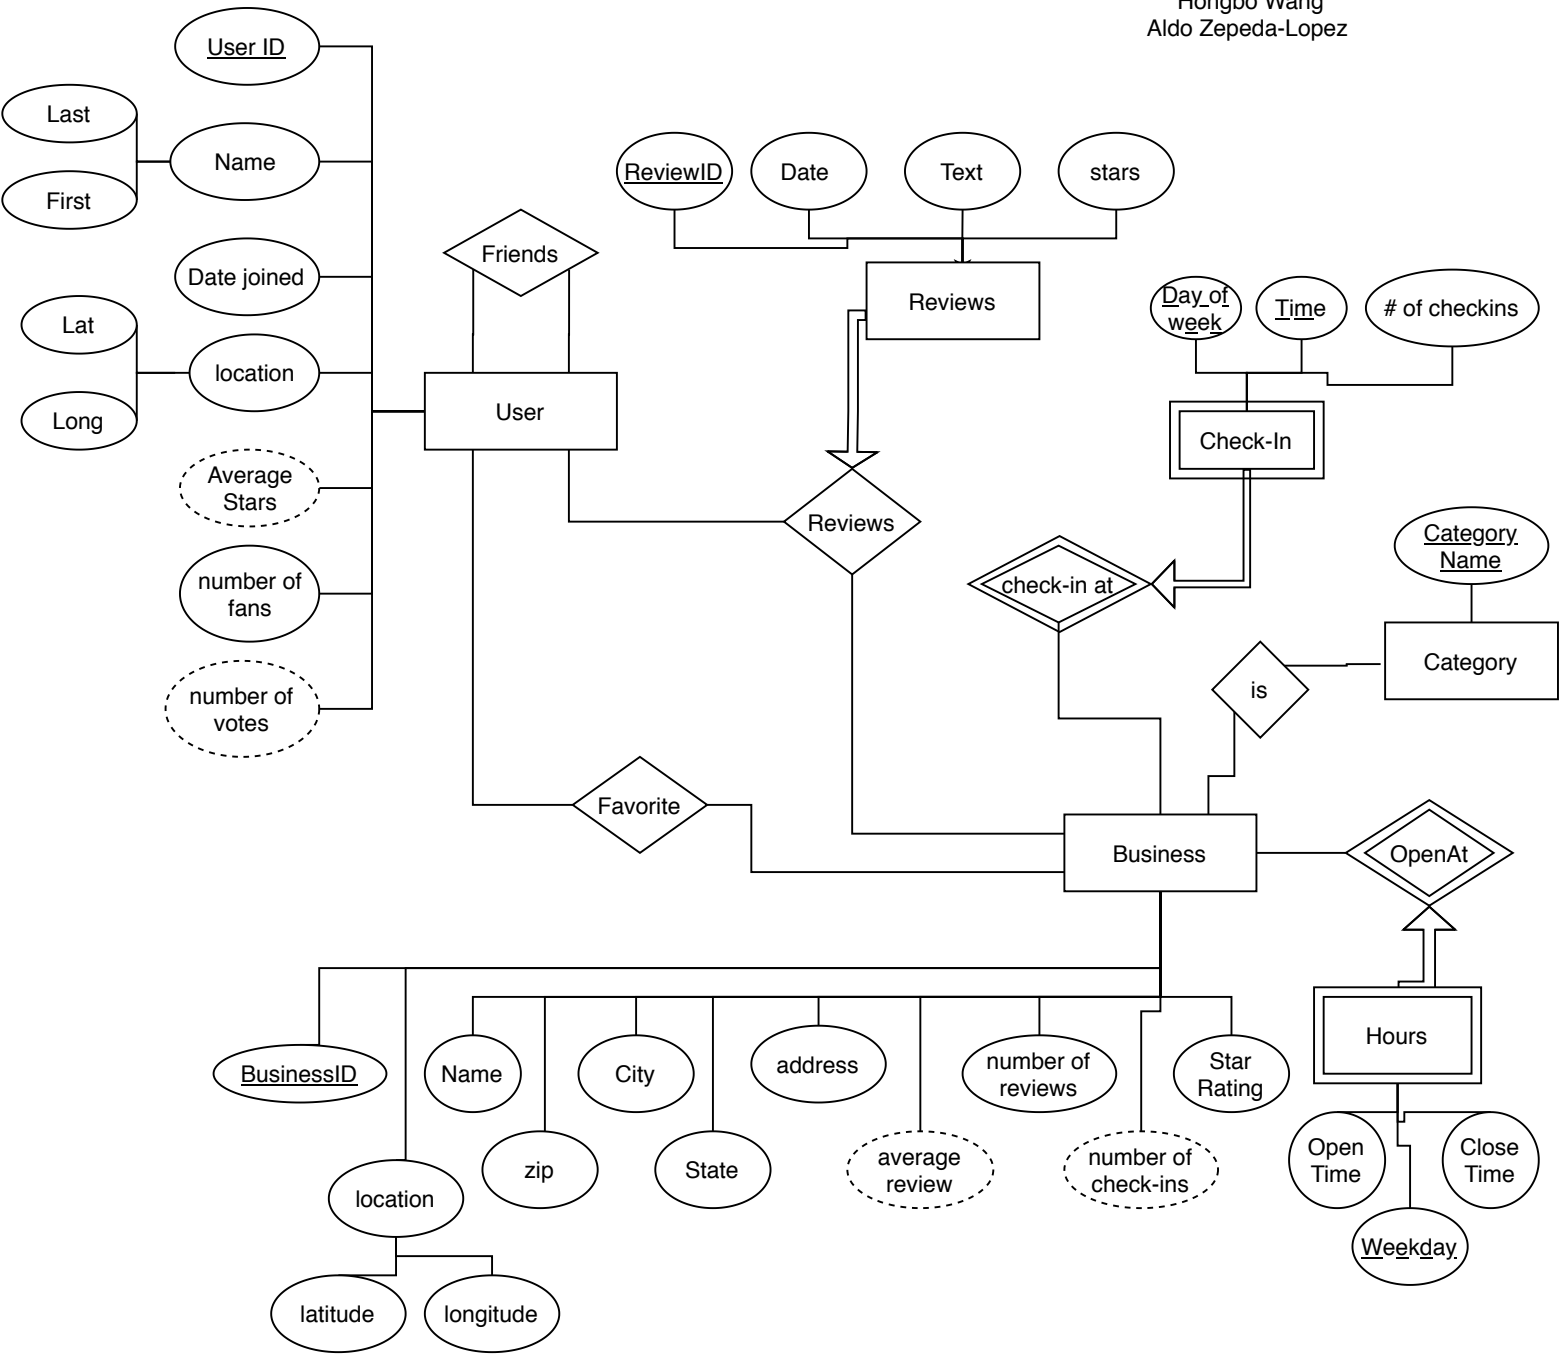 Hongbo Wang
Aldo Zepeda-Lopez
User ID
Last
Name
First
Date joined
Lat
location
Long
Average
Stars
number of
fans
number of
votes
Friends
User
ReviewID
Date
Text
stars
Reviews
Reviews
Day of
week
Time
# of checkins
Check-In
check-in at
Category
Name
Category
is
Favorite
Business
OpenAt
Hours
Open
Time
Close
Time
Weekday
BusinessID
Name
City
address
number of
reviews
Star
Rating
zip
State
average
review
number of
check-ins
location
latitude
longitude